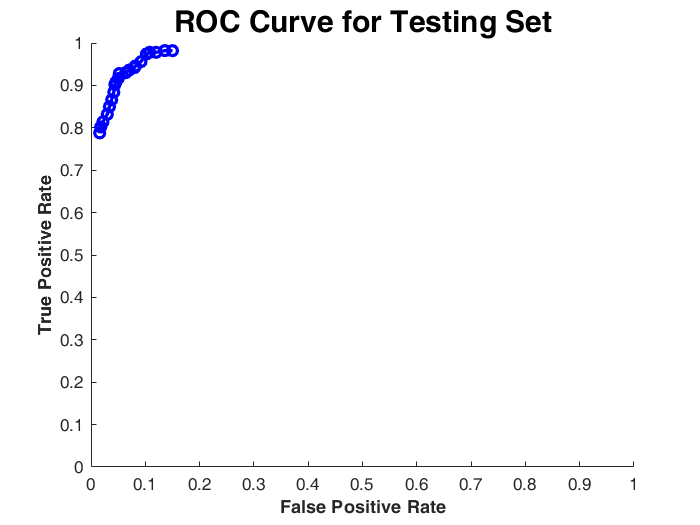 ROC Curve for Testing Set
1
0.9
0.8
0.7
0.6
0.5
0.4
0.3
0.2
0.1
0
True Positive Rate
0 0.1 0.2 0.3 0.4 0.5 0.6 0.7 0.8 0.9 1
False Positive Rate